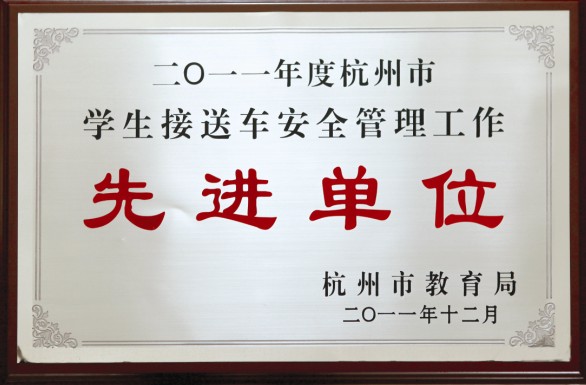 二〇一一年度杭州市
学生接送车安全管理工作
先进单位
杭州市教育局
二〇一一年十二月